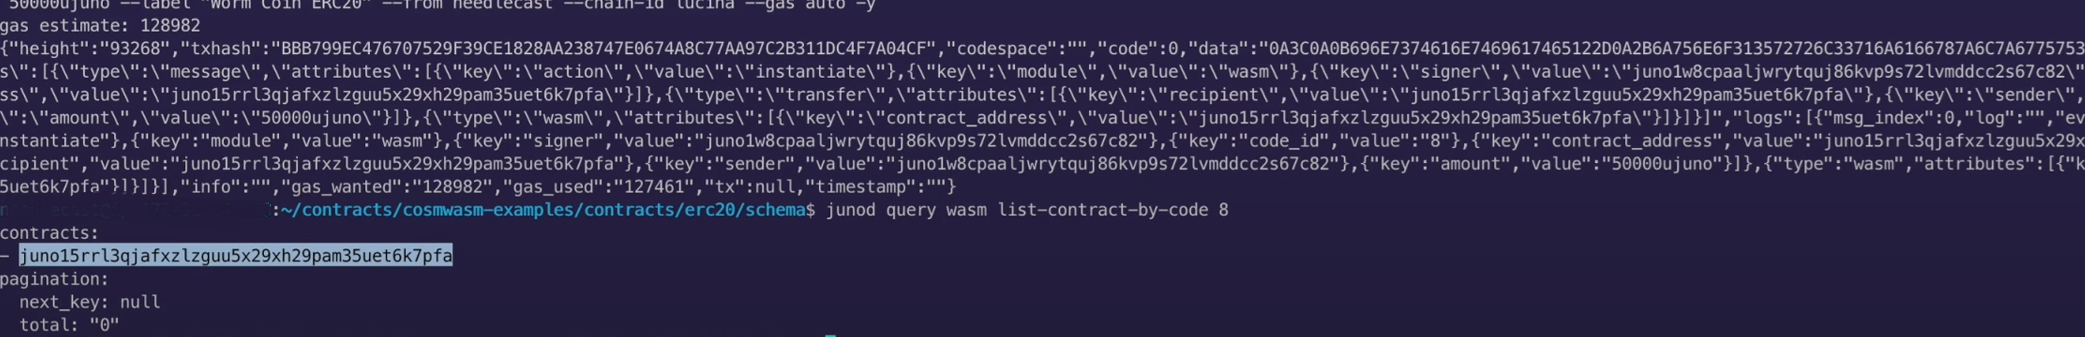 50000ujuno --label "Worm Coin ERC20" --from needlecast --chain-id lucina --gas auto -y
gas estimate: 128982
{"height":"93268","txhash":"BBB799EC476707529F39CE1828AA238747E0674A8C77AA97C2B311DC4F7A04CF","codespace":"","code":0,"data":"0A3C0A0B696E7374616E7469617465122D0A2B6A756E6F313572726C33716A6166787A6C7A6775753
s\":[{\"type\":\"message\",\"attributes\":[{\"key\":\"action\",\"value\":\"instantiate\"},{\"key\":\"module\",\"value\":\"wasm\"},{\"key\":\"signer\",\"value\":\"juno1w8cpaaljwrytquj86kvp9s72lvmddcc2s67c82\"
ss\",\"value\":\"juno15rrl3qjafxzlzguu5x29xh29pam35uet6k7pfa\"}]},{\"type\":\"transfer\",\"attributes\":[{\"key\":\"recipient\",\"value\":\"juno15rrl3qjafxzlzguu5x29xh29pam35uet6k7pfa\"},{\"key\":\"sender\",
\":\"amount\",\"value\":\"50000ujuno\"}]},{\"type\":\"wasm\",\"attributes\":[{\"key\":\"contract_address\",\"value\":\"juno15rrl3qjafxzlzguu5x29xh29pam35uet6k7pfa\"}]}]}]","logs":[{"msg_index":0,"log":"","ev
nstantiate"},{"key":"module","value":"wasm"},{"key":"signer","value":"juno1w8cpaaljwrytquj86kvp9s72lvmddcc2s67c82"},{"key":"code_id","value":"8"},{"key":"contract_address","value":"juno15rrl3qjafxzlzguu5x29x
cipient","value":"juno15rrl3qjafxzlzguu5x29xh29pam35uet6k7pfa"},{"key":"sender","value":"juno1w8cpaaljwrytquj86kvp9s72lvmddcc2s67c82"},{"key":"amount","value":"50000ujuno"}]},{"type":"wasm","attributes":[{"k
5uet6k7pfa"}]}]}],"info":"","gas_wanted":"128982","gas_used":"127461","tx":null,"timestamp":""}
:~/contracts/cosmwasm-examples/contracts/erc20/schema$ junod query wasm list-contract-by-code 8
contracts:
- juno15rrl3qjafxzlzguu5x29xh29pam35uet6k7pfa
pagination:
next_key: null
total: "0"